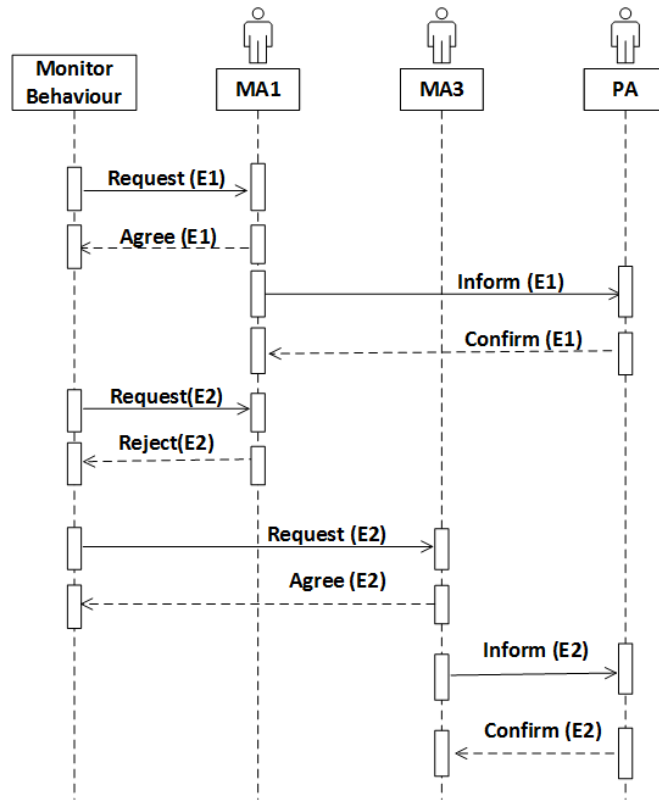 Monitor
Behaviour
MA1
MA3
PA
Request (E1)
Agree (E1)
Inform (E1)
Confirm (E1)
Request(E2)
Reject(E2)
Request (E2)
Agree (E2)
Inform (E2)
Confirm (E2)